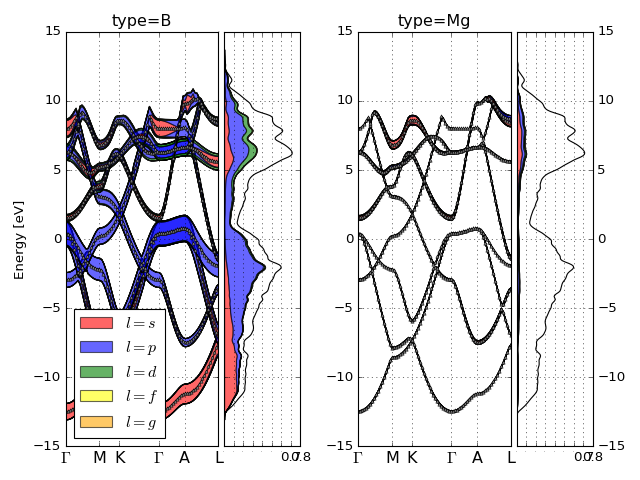 type=B
type=Mg
15
10
5
0
−5
−10
−15
Energy [eV]
l = s
l = p
l = d
l = f
l = g
Γ M K Γ A L
0.7 0.8
Γ M K Γ A L
0.7 0.8
15
10
5
0
−5
−10
−15
15
10
5
0
−5
−10
−15